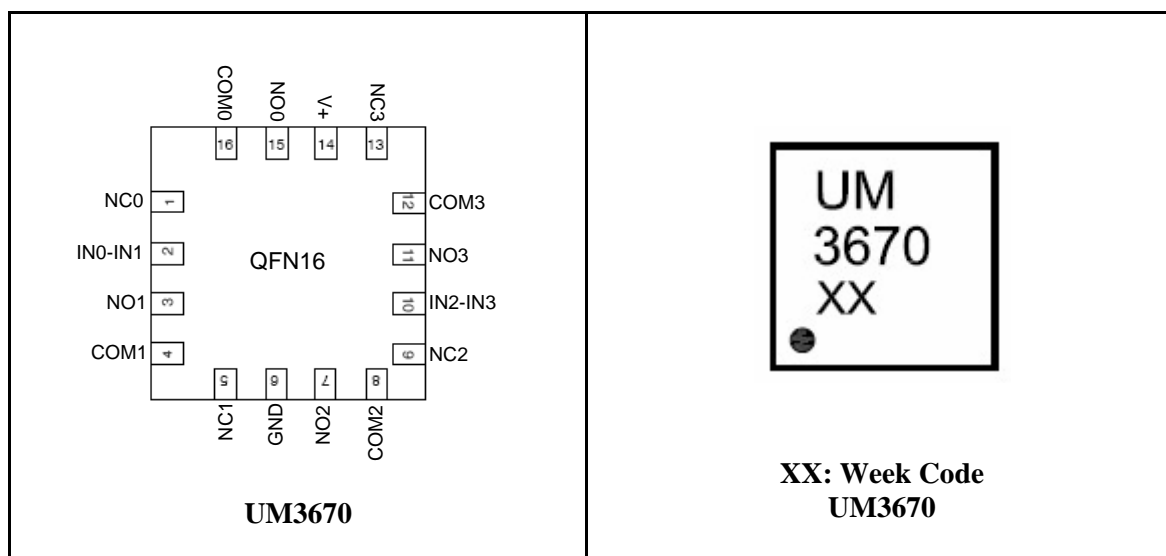 COM0
NO0
V+
NC3
16
15
14
13
NC0
1
12
COM3
IN0-IN1
2
QFN16
11
NO3
NO1
3
10
IN2-IN3
COM1
4
9
NC2
5
6
7
8
NC1
GND
NO2
COM2
UM3670
UM
3670
XX
XX: Week Code
UM3670